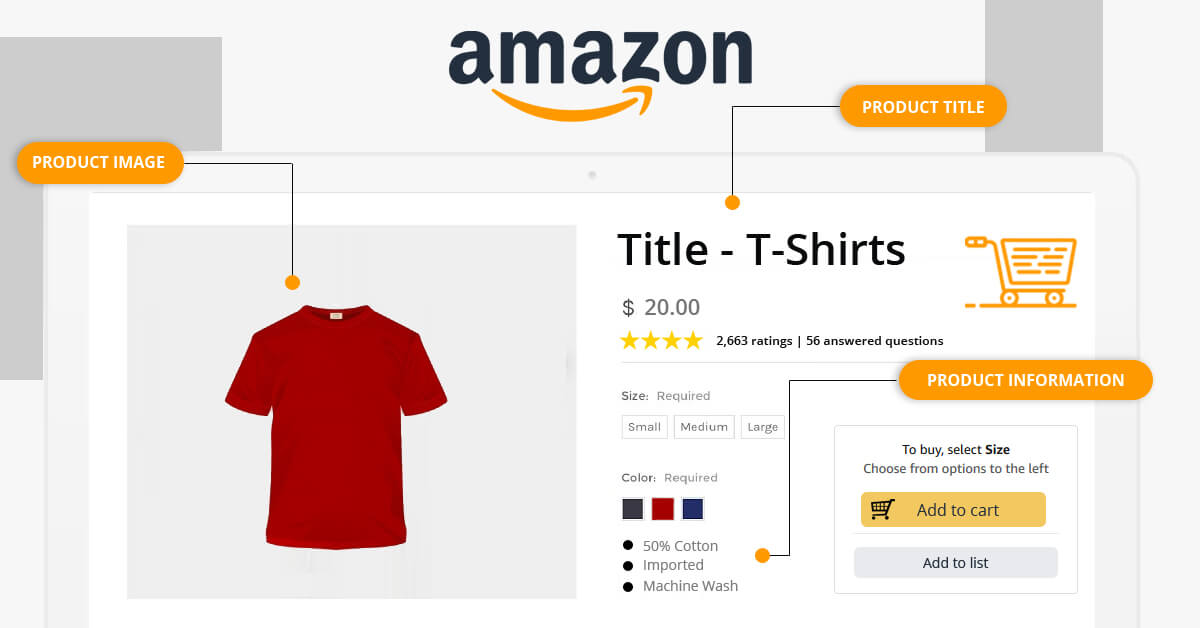 amazon
PRODUCT TITLE
PRODUCT IMAGE
Title - T-Shirts
$ 20.00
2,663 ratings | 56 answered questions
PRODUCT INFORMATION
Size: Required
Small Medium Large
To buy, select Size
Choose from options to the left
Color: Required
Add to cart
50% Cotton
Imported
Machine Wash
Add to list